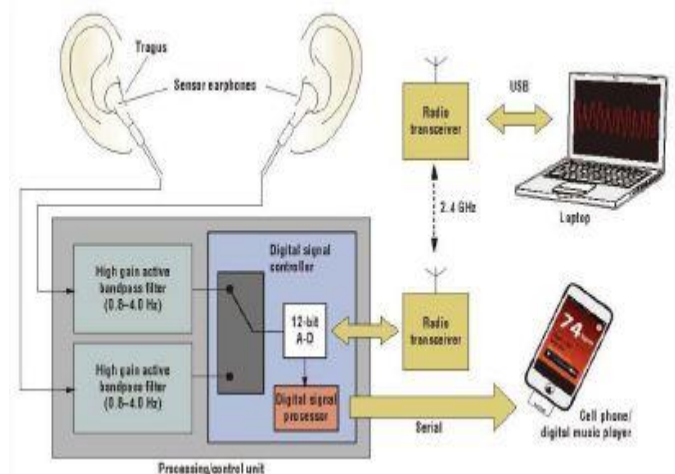 Tragus
Sensor earphones
Radio
transceiver
USB
Laptop
2.4 GHz
Digital signal
controller
High gain active
bandpass filter
(0.8–4.0 Hz)
12-bit
A-D
Radio
transceiver
High gain active
bandpass filter
(0.8–4.0 Hz)
Digital signal
processor
Serial
74
Cell phone/
digital music player
Processing/control unit